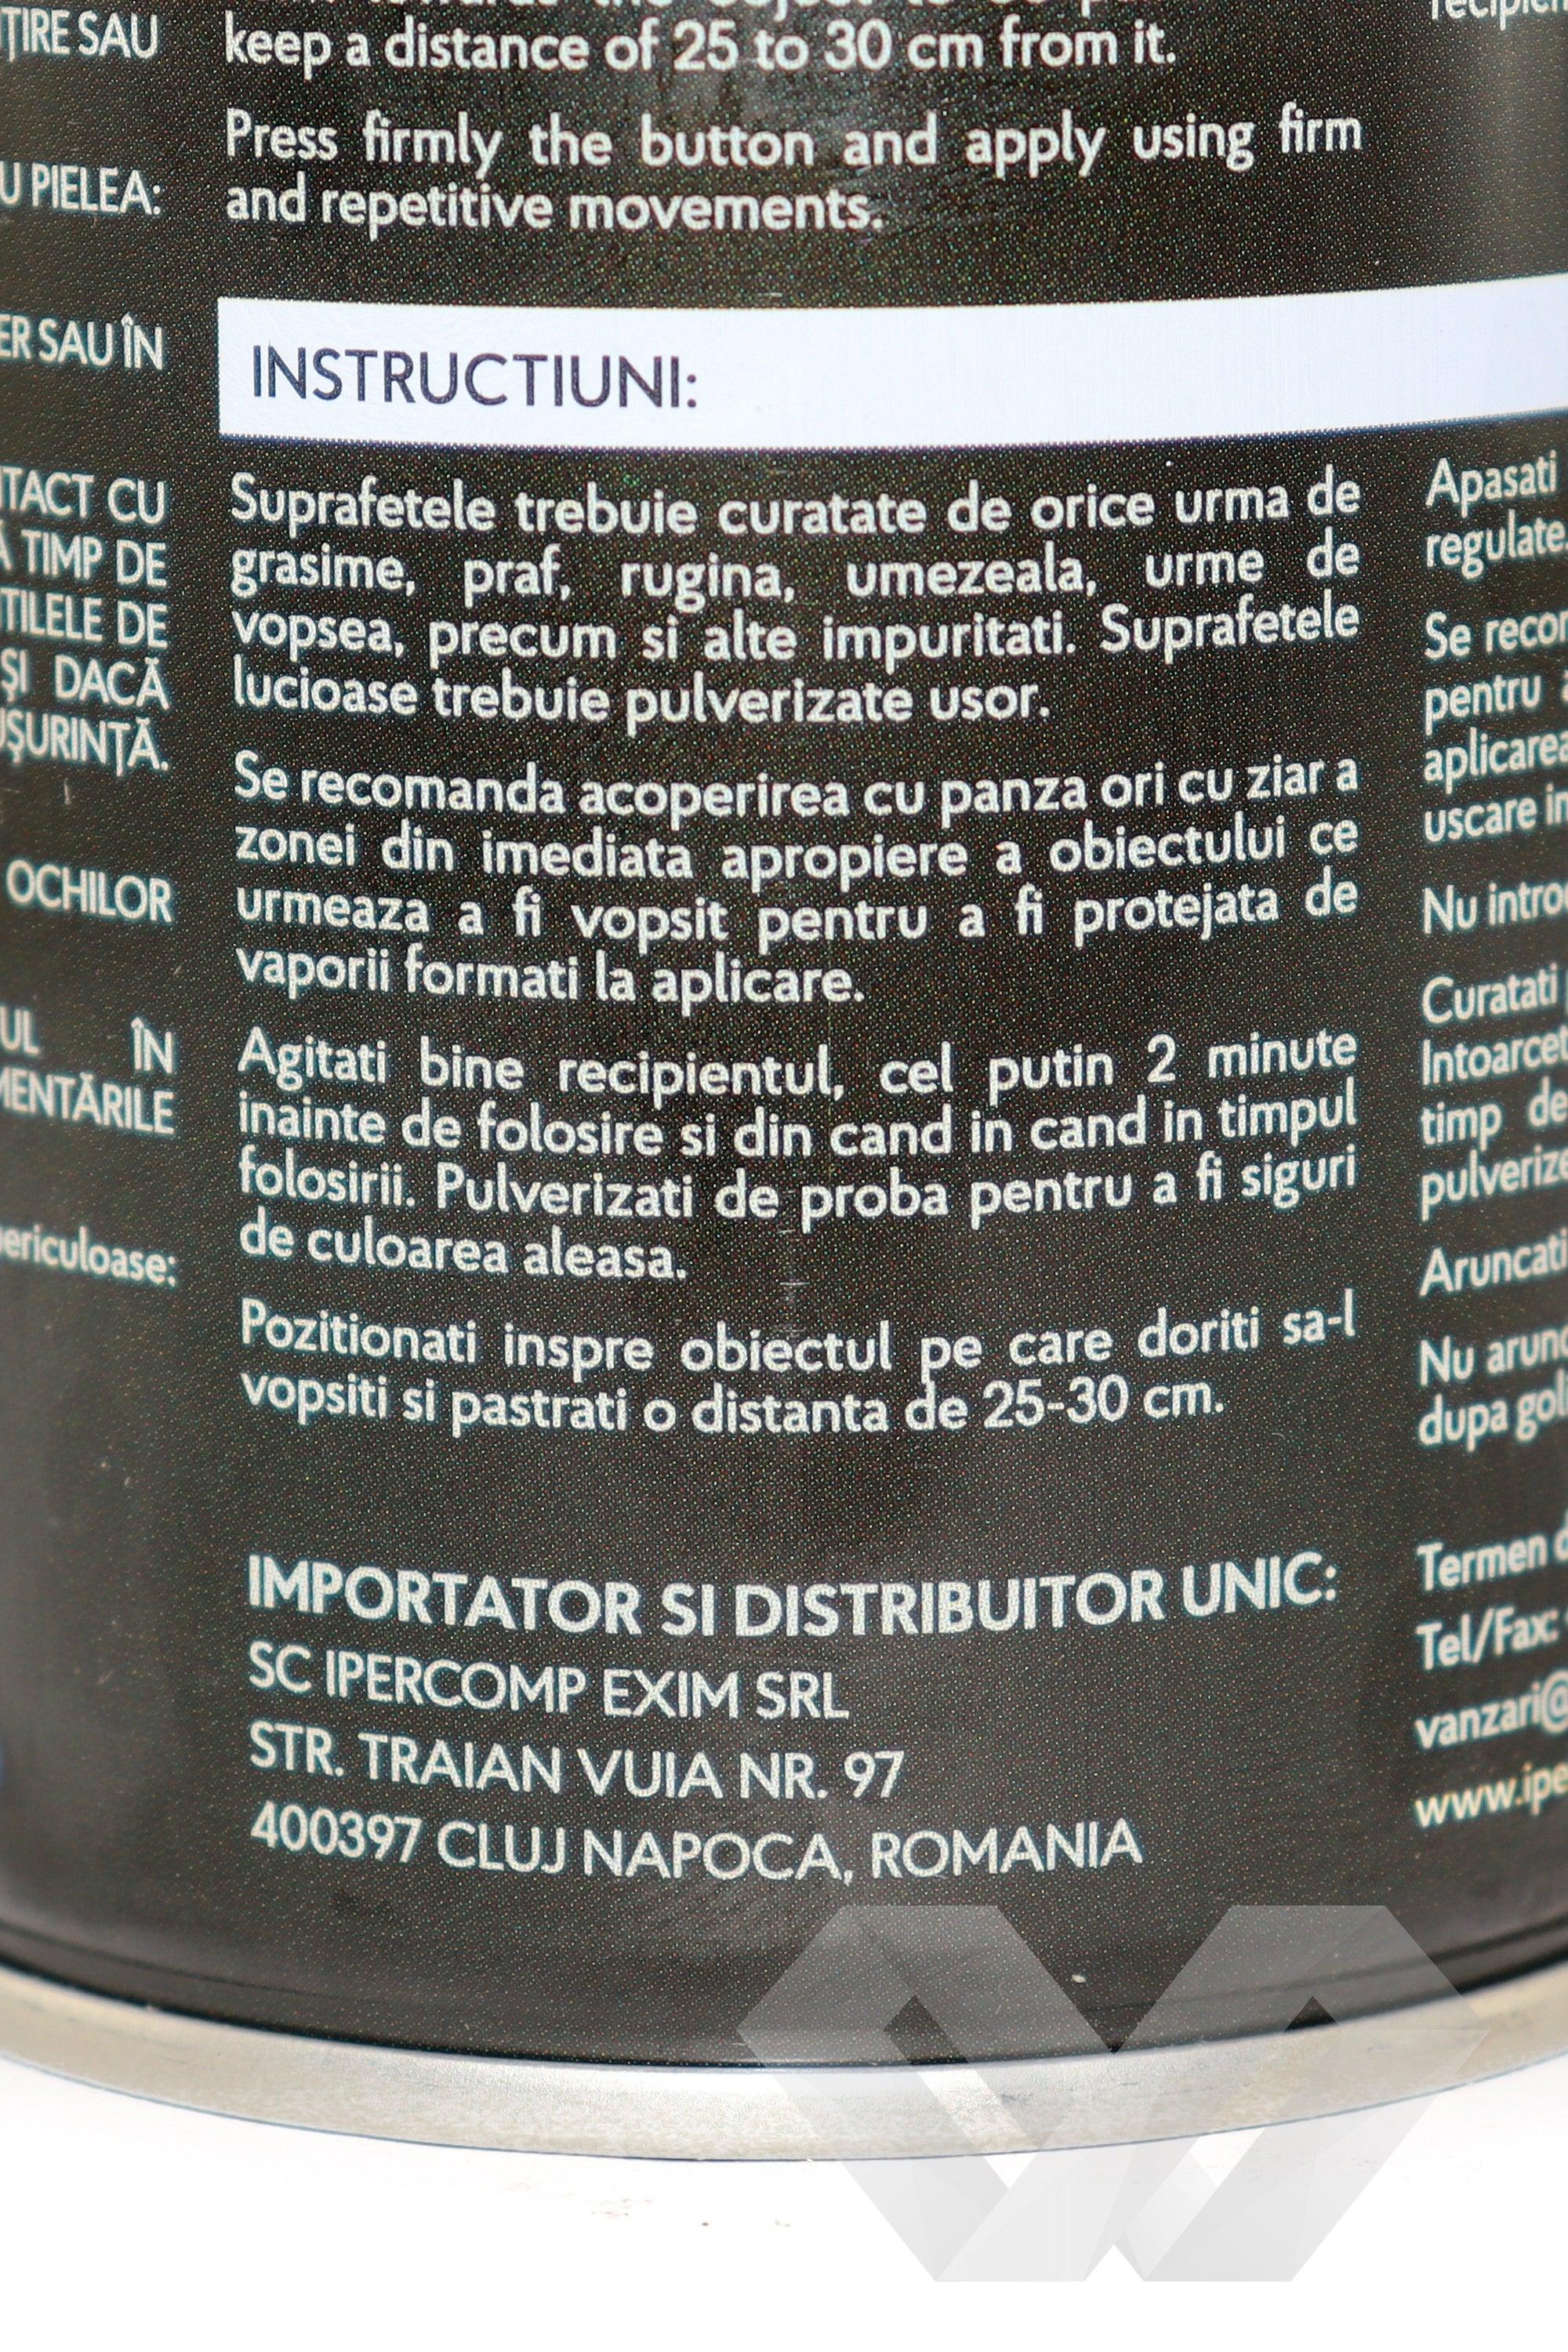 ȚIRE SAU
U PIELEA:
ER SAU ÎN
TACT CU
Ă TIMP DE
TILELE DE
ȘI DACĂ
UȘURINȚĂ.
OCHILOR
UL ÎN
MENTĂRILE
periculoase:
keep a distance of 25 to 30 cm from it.
Press firmly the button and apply using firm
and repetitive movements.
INSTRUCTIUNI:
Suprafetele trebuie curatate de orice urma de
grasime, praf, rugina, umezeala, urme de
vopsea, precum si alte impuritati. Suprafetele
lucioase trebuie pulverizate usor.
Se recomanda acoperirea cu panza ori cu ziar a
zonei din imediata apropiere a obiectului ce
urmeaza a fi vopsit pentru a fi protejata de
vaporii formati la aplicare.
Agitati bine recipientul, cel putin 2 minute
inainte de folosire si din cand in cand in timpul
folosirii. Pulverizati de proba pentru a fi siguri
de culoarea aleasa.
Pozitionati inspre obiectul pe care doriti sa-l
vopsiti si pastrati o distanta de 25-30 cm.
IMPORTATOR SI DISTRIBUITOR UNIC:
SC IPERCOMP EXIM SRL
STR. TRAIAN VUIA NR. 97
400397 CLUJ NAPOCA, ROMANIA
Apasati
regulate.
Se recom
pentru
aplicarea
uscare in
Nu intro
Curatati
Intoarcet
timp de
pulverize
Aruncati
Nu arunc
dupa goli
Termen d
Tel/Fax:
vanzari@
www.ipe